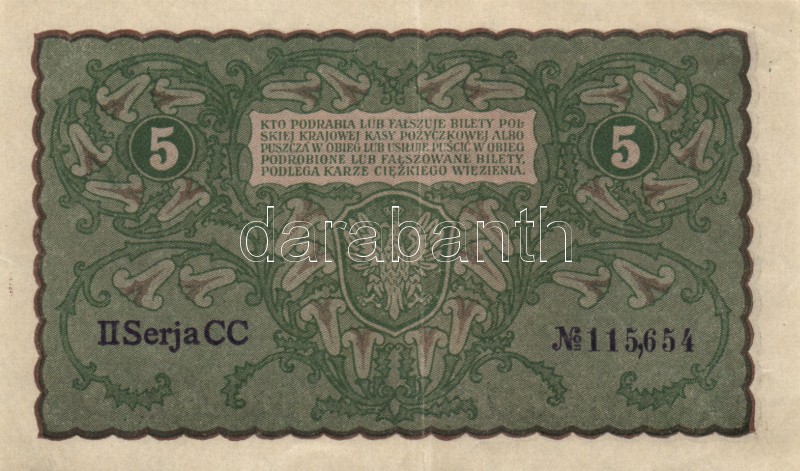 KTO PODRABIA LUB FAŁSZUJE BILETY POL-
SKIEJ KRAJOWEJ KASY POŻYCZKOWEJ ALBO
PUSZCZA W OBIEG LUB USIŁUJE PUŚCIĆ W OBIEG
PODROBIONE LUB FAŁSZOWANE BILETY,
PODLEGA KARZE CIĘŻKIEGO WIĘZIENIA.
5 5
darabanth
II Serja CC № 115,654